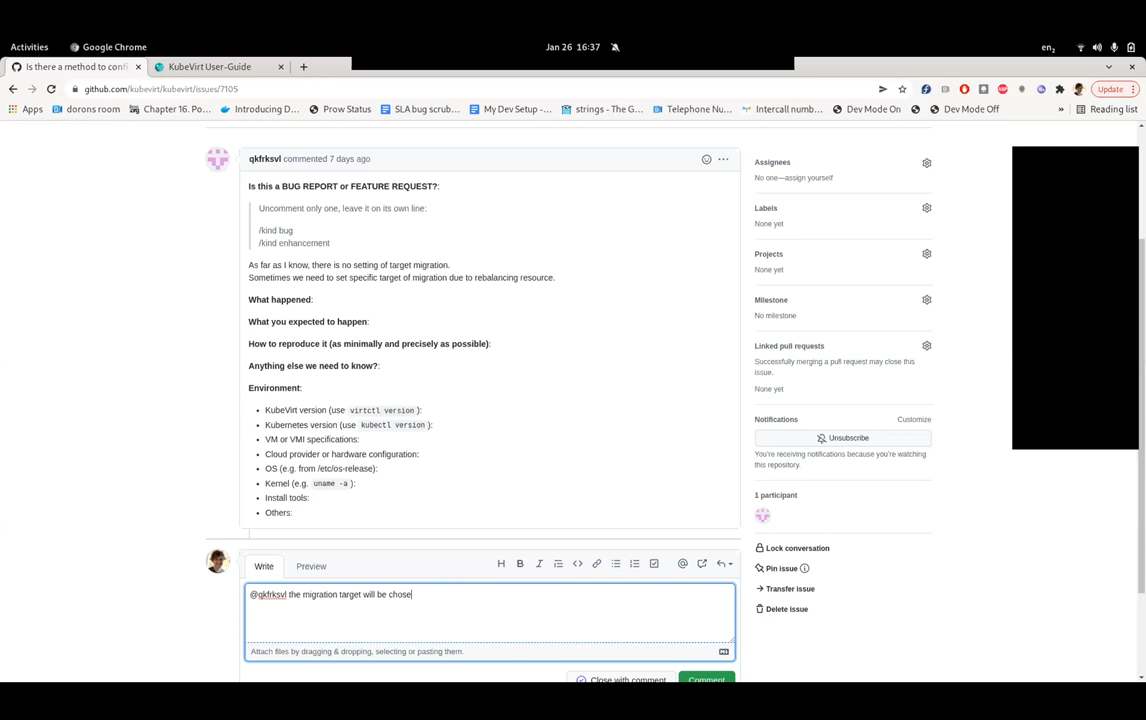 Activities
Google Chrome
Jan 26 16:37
en₂
Is there a method to confi
KubeVirt User-Guide
github.com/kubevirt/kubevirt/issues/7105
Update
Apps
dorons room
Chapter 16. Po...
Introducing D...
Prow Status
SLA bug scrub...
My Dev Setup -...
strings - The G...
Telephone Nu...
Intercall numb...
Dev Mode On
Dev Mode Off
»
Reading list
qkfrksvl commented 7 days ago
Is this a BUG REPORT or FEATURE REQUEST?:
Uncomment only one, leave it on its own line:
/kind bug
/kind enhancement
As far as I know, there is no setting of target migration.
Sometimes we need to set specific target of migration due to rebalancing resource.
What happened:
What you expected to happen:
How to reproduce it (as minimally and precisely as possible):
Anything else we need to know?:
Environment:
• KubeVirt version (use virtctl version ):
• Kubernetes version (use kubectl version ):
• VM or VMI specifications:
• Cloud provider or hardware configuration:
• OS (e.g. from /etc/os-release):
• Kernel (e.g. uname -a ):
• Install tools:
• Others:
Write
Preview
@qkfrksvl the migration target will be chose
Attach files by dragging & dropping, selecting or pasting them.
Close with comment
Comment
Assignees
No one—assign yourself
Labels
None yet
Projects
None yet
Milestone
No milestone
Linked pull requests
Successfully merging a pull request may close this
issue.
None yet
Notifications
Customize
Unsubscribe
You're receiving notifications because you're watching
this repository.
1 participant
Lock conversation
Pin issue
Transfer issue
Delete issue